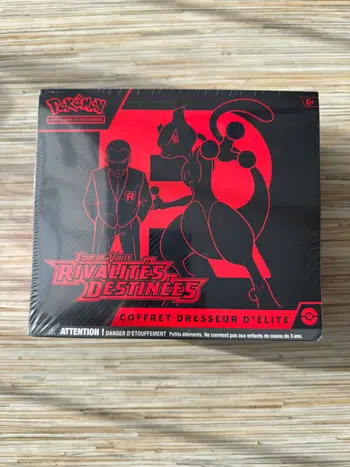 POKÉMON
6+
R
ÉCARLATE ET VIOLET
RIVALITÉS
DESTINÉES
COFFRET DRESSEUR D'ÉLITE
ATTENTION ! DANGER D'ÉTOUFFEMENT Petits éléments. Ne convient pas aux enfants de moins de 3 ans.